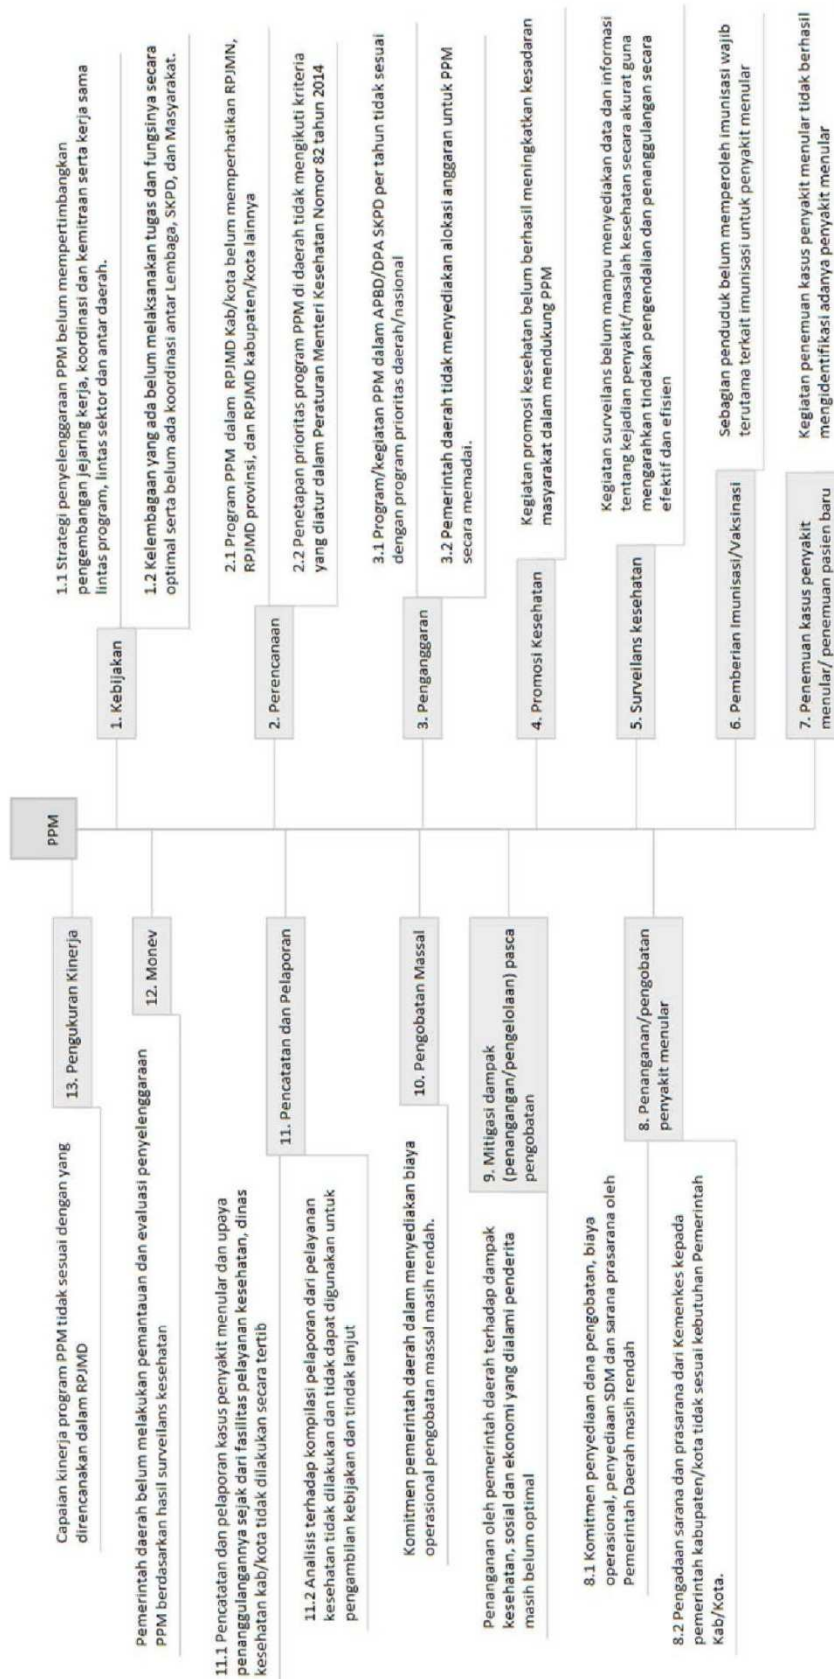 PPM
1. Kebijakan
1.1 Strategi penyelenggaraan PPM belum mempertimbangkan
pengembangan jejaring kerja, koordinasi dan kemitraan serta kerja sama
lintas program, lintas sektor dan antar daerah.
1.2 Kelembagaan yang ada belum melaksanakan tugas dan fungsinya secara
optimal serta belum ada koordinasi antar Lembaga, SKPD, dan Masyarakat.
2. Perencanaan
2.1 Program PPM dalam RPJMD Kab/kota belum memperhatikan RPJMN,
RPJMD provinsi, dan RPJMD kabupaten/kota lainnya
2.2 Penetapan prioritas program PPM di daerah tidak mengikuti kriteria
yang diatur dalam Peraturan Menteri Kesehatan Nomor 82 tahun 2014
3. Penganggaran
3.1 Program/kegiatan PPM dalam APBD/DPA SKPD per tahun tidak sesuai
dengan program prioritas daerah/nasional
3.2 Pemerintah daerah tidak menyediakan alokasi anggaran untuk PPM
secara memadai.
4. Promosi Kesehatan
Kegiatan promosi kesehatan belum berhasil meningkatkan kesadaran
masyarakat dalam mendukung PPM
5. Surveilans kesehatan
Kegiatan surveilans belum mampu menyediakan data dan informasi
tentang kejadian penyakit/masalah kesehatan secara akurat guna
mengarahkan tindakan pengendalian dan penanggulangan secara
efektif dan efisien
6. Pemberian Imunisasi/Vaksinasi
Sebagian penduduk belum memperoleh imunisasi wajib
terutama terkait imunisasi untuk penyakit menular
7. Penemuan kasus penyakit
menular/ penemuan pasien baru
Kegiatan penemuan kasus penyakit menular tidak berhasil
mengidentifikasi adanya penyakit menular
13. Pengukuran Kinerja
Capaian kinerja program PPM tidak sesuai dengan yang
direncanakan dalam RPJMD
12. Monev
Pemerintah daerah belum melakukan pemantauan dan evaluasi penyelenggaraan
PPM berdasarkan hasil surveilans kesehatan
11. Pencatatan dan Pelaporan
11.1 Pencatatan dan pelaporan kasus penyakit menular dan upaya
penanggulangannya sejak dari fasilitas pelayanan kesehatan, dinas
kesehatan kab/kota tidak dilakukan secara tertib
11.2 Analisis terhadap kompilasi pelaporan dari pelayanan
kesehatan tidak dilakukan dan tidak dapat digunakan untuk
pengambilan kebijakan dan tindak lanjut
10. Pengobatan Massal
Komitmen pemerintah daerah dalam menyediakan biaya
operasional pengobatan massal masih rendah.
9. Mitigasi dampak
(penangangan/pengelolaan) pasca
pengobatan
Penanganan oleh pemerintah daerah terhadap dampak
kesehatan, sosial dan ekonomi yang dialami penderita
masih belum optimal
8. Penanganan/pengobatan
penyakit menular
8.1 Komitmen penyediaan dana pengobatan, biaya
operasional, penyediaan SDM dan sarana prasarana oleh
Pemerintah Daerah masih rendah
8.2 Pengadaan sarana dan prasarana dari Kemenkes kepada
pemerintah kabupaten/kota tidak sesuai kebutuhan Pemerintah
Kab/Kota.